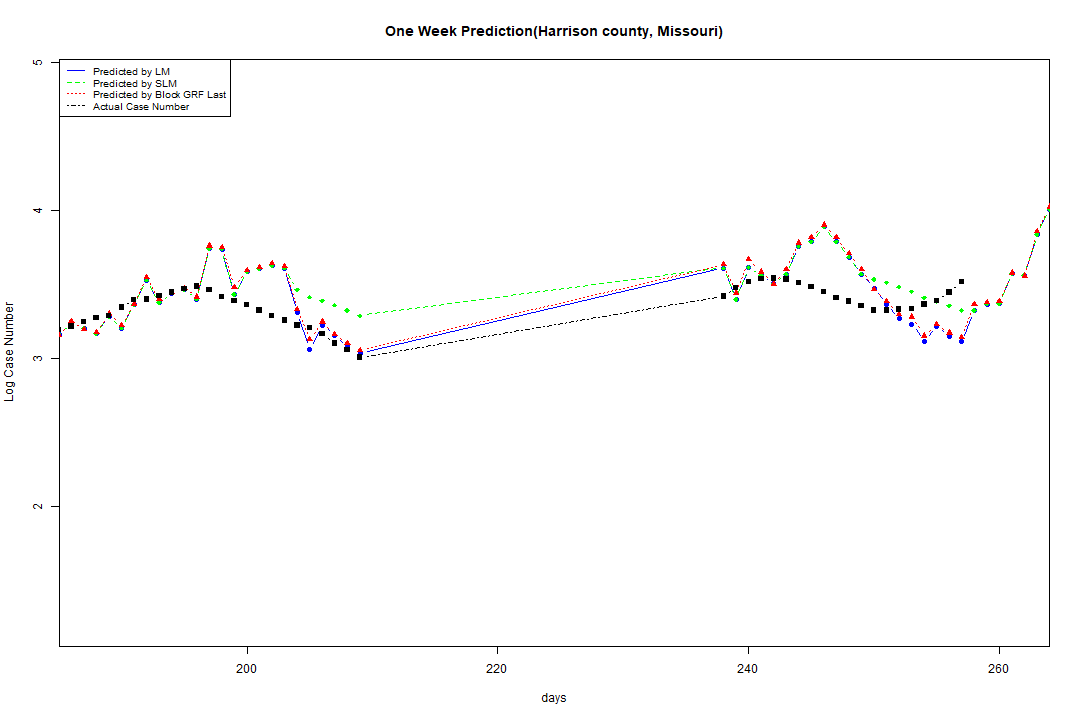 One Week Prediction(Harrison county, Missouri)
Predicted by LM
Predicted by SLM
Predicted by Block GRF Last
Actual Case Number
5
4
3
2
Log Case Number
200
220
240
260
days